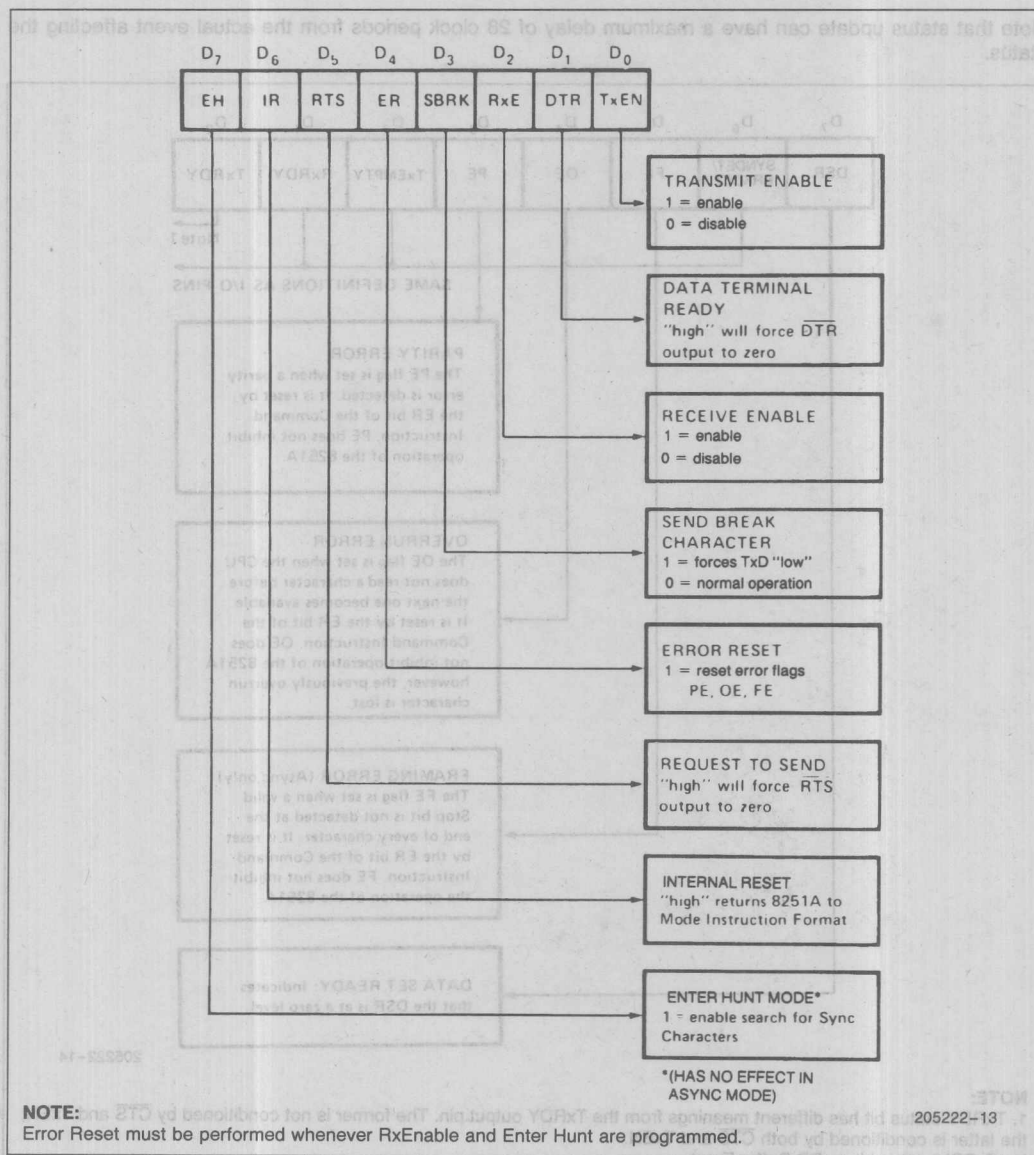 D7 D6 D5 D4 D3 D2 D1 D0
EH IR RTS ER SBRK RxE DTR TxEN
TRANSMIT ENABLE
1 = enable
0 = disable
DATA TERMINAL
READY
"high" will force DTR
output to zero
RECEIVE ENABLE
1 = enable
0 = disable
SEND BREAK
CHARACTER
1 = forces TxD "low"
0 = normal operation
ERROR RESET
1 = reset error flags
PE, OE, FE
REQUEST TO SEND
"high" will force RTS
output to zero
INTERNAL RESET
"high" returns 8251A to
Mode Instruction Format
ENTER HUNT MODE*
1 = enable search for Sync
Characters
*(HAS NO EFFECT IN
ASYNC MODE)
205222-13
NOTE:
Error Reset must be performed whenever RxEnable and Enter Hunt are programmed.